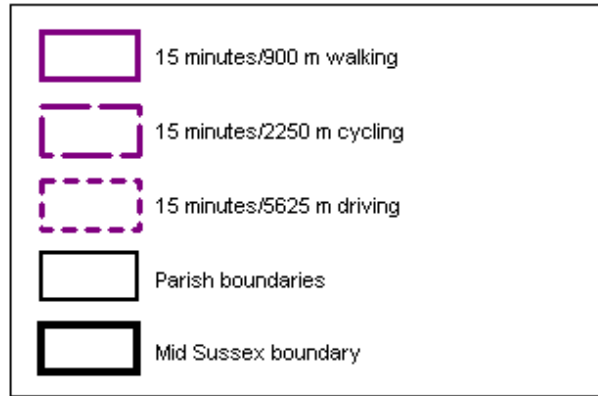 15 minutes/900 m walking
15 minutes/2250 m cycling
15 minutes/5625 m driving
Parish boundaries
Mid Sussex boundary